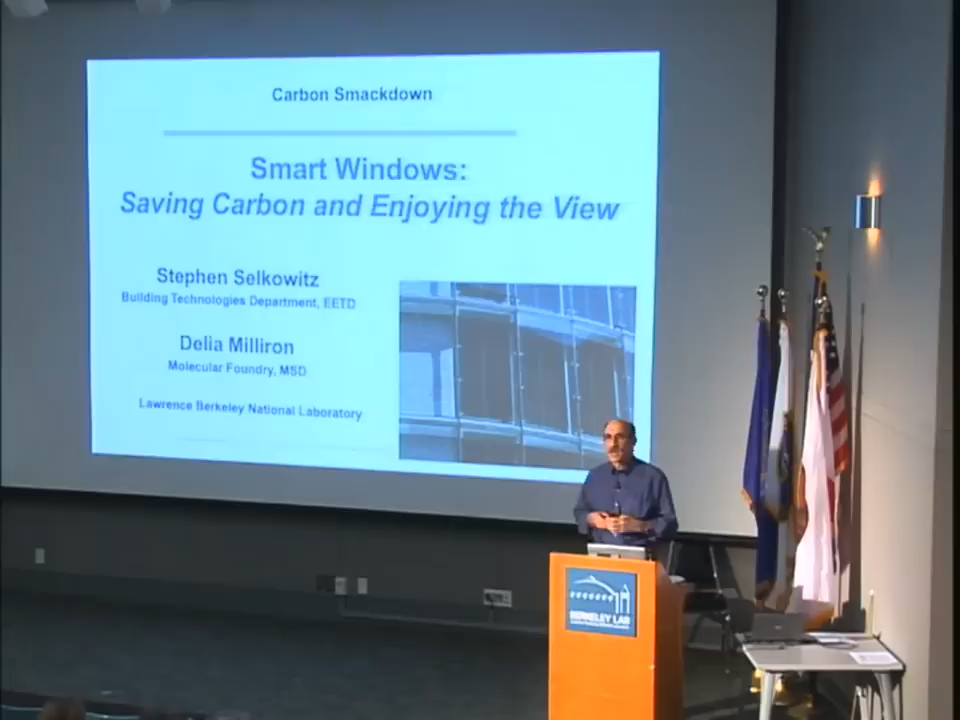 Carbon Smackdown
Smart Windows:
Saving Carbon and Enjoying the View
Stephen Selkowitz
Building Technologies Department, EETD
Delia Milliron
Molecular Foundry, MSD
Lawrence Berkeley National Laboratory
BERKELEY LAB